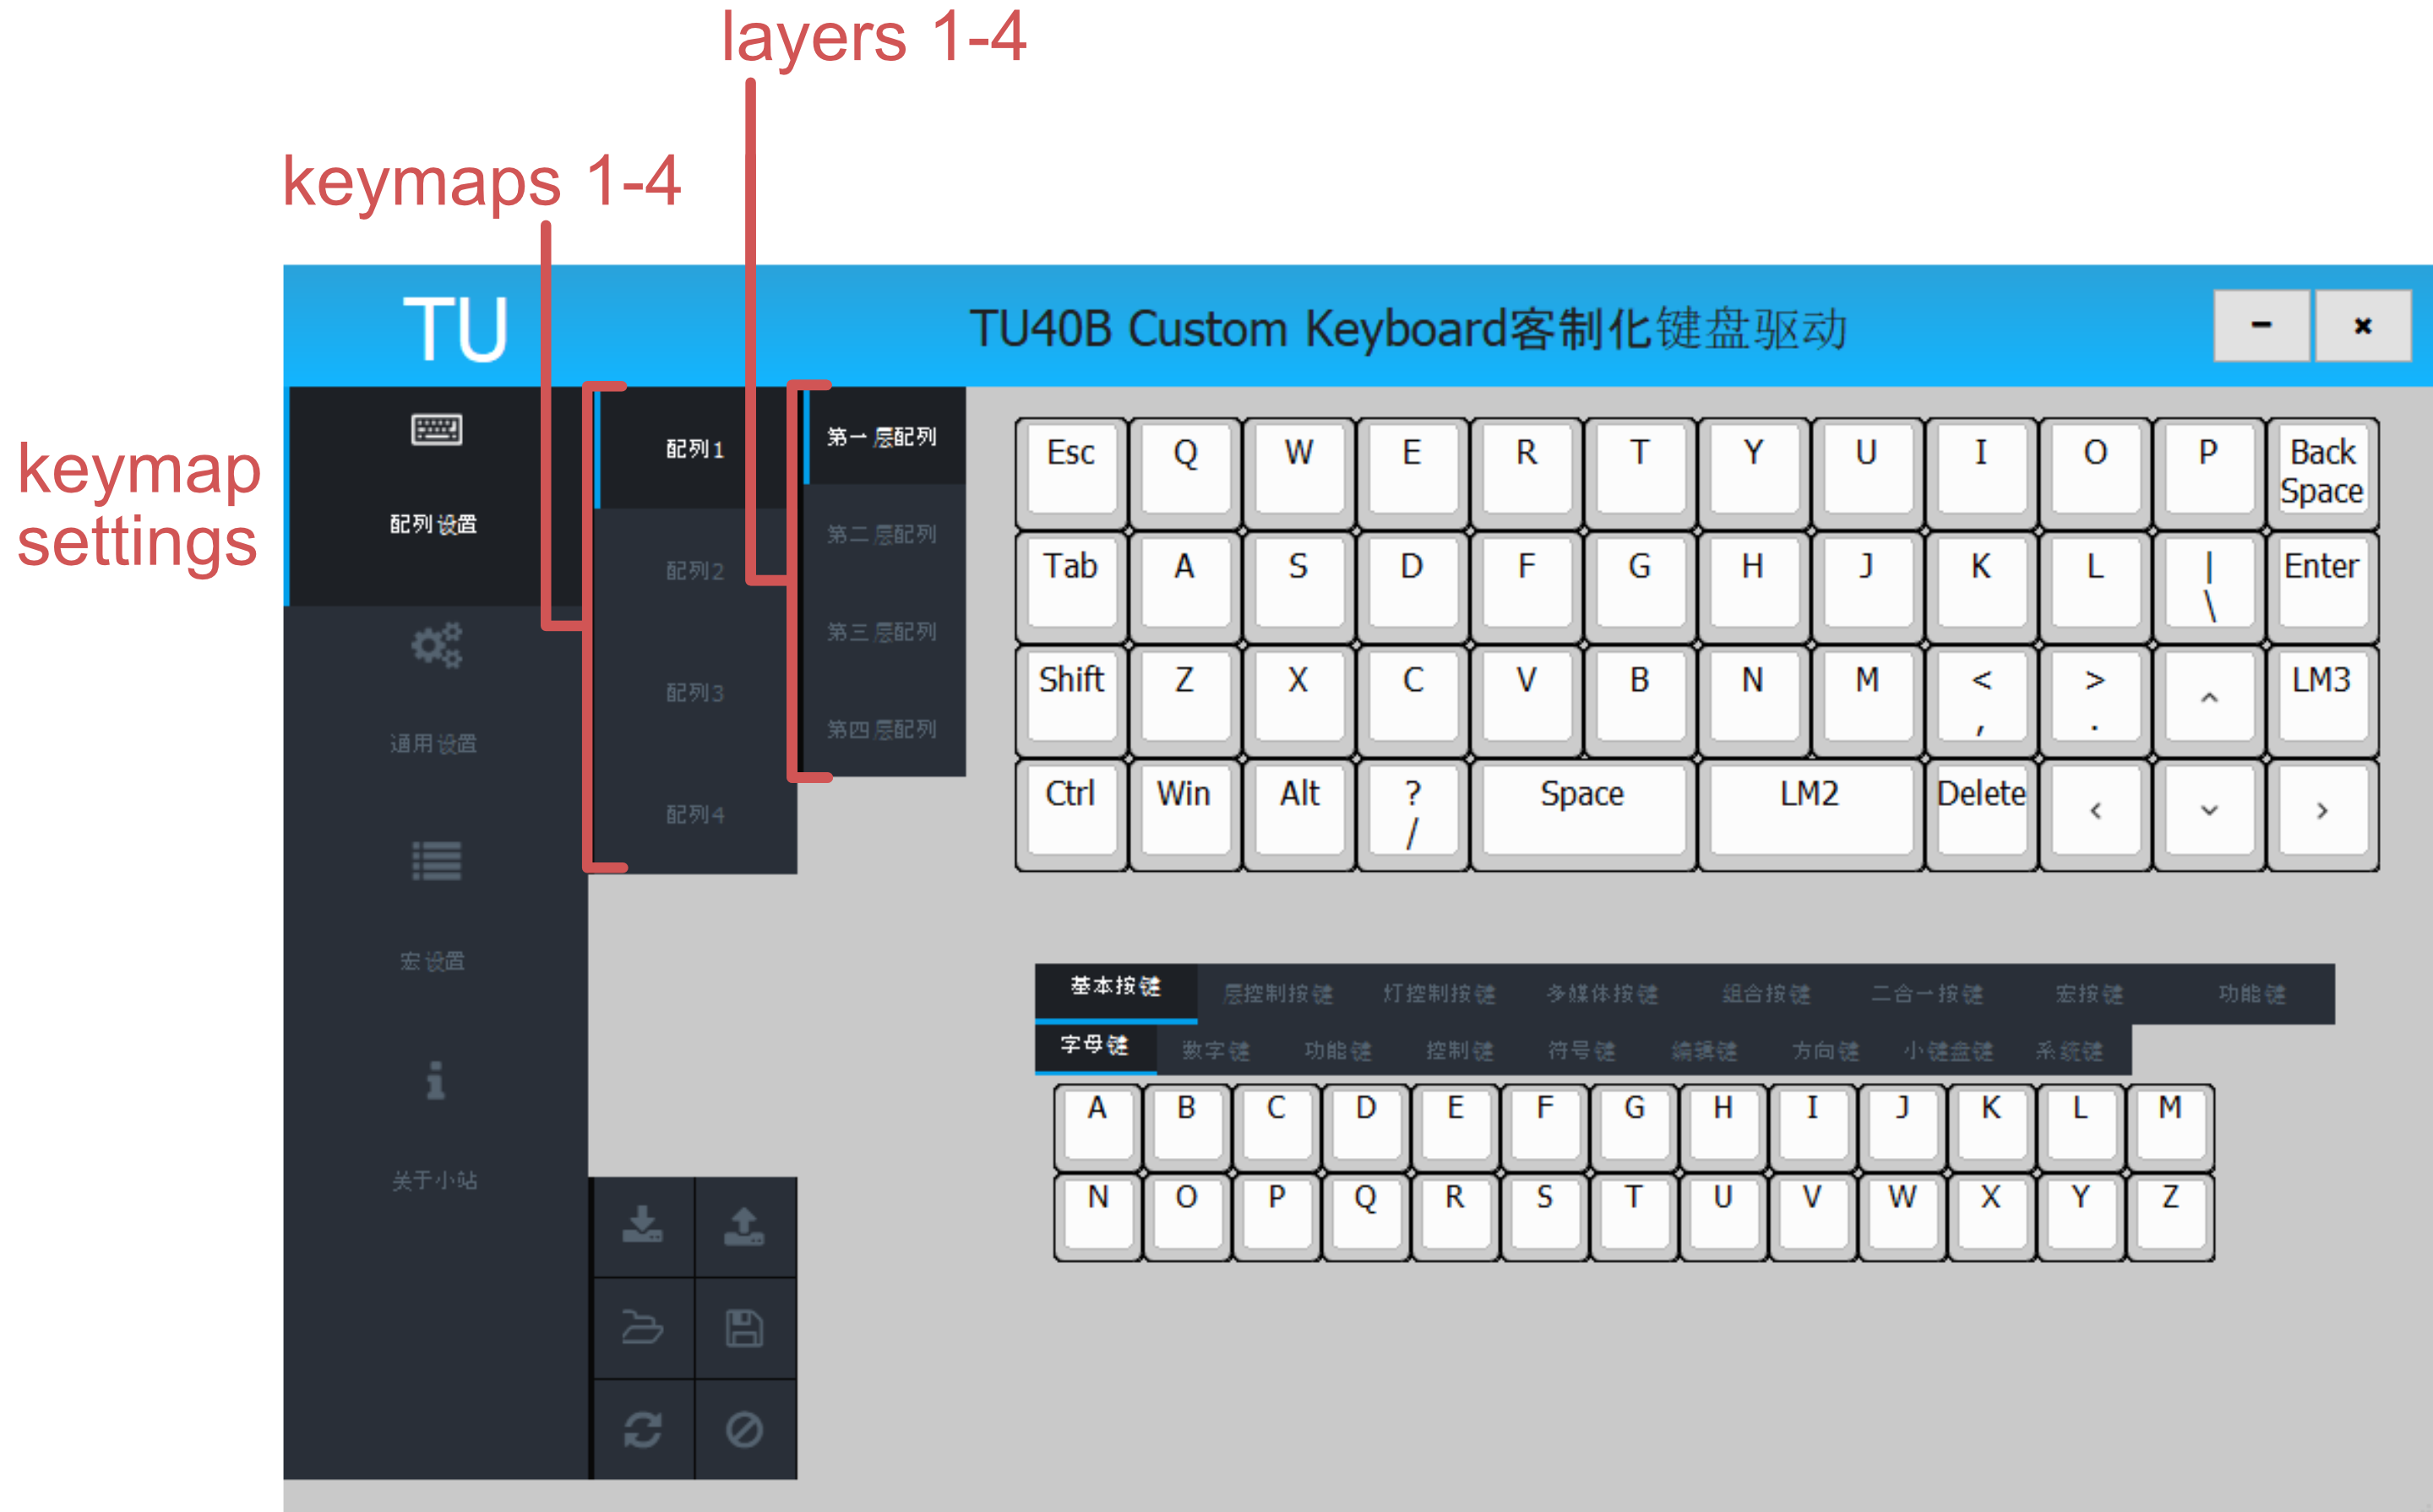 layers 1-4
keymaps 1-4
keymap
settings
TU
TU40B Custom Keyboard客制化键盘驱动
配列设置
通用设置
宏设置
关于小站
配列1
配列2
配列3
配列4
第一层配列
第二层配列
第三层配列
第四层配列
Esc Q W E R T Y U I O P Back Space
Tab A S D F G H J K L | \ Enter
Shift Z X C V B N M < , > . ^ LM3
Ctrl Win Alt ? / Space LM2 Delete
基本按键 层控制按键 灯控制按键 多媒体按键 组合按键 二合一按键 宏按键 功能键
字母键 数字键 功能键 控制键 符号键 编辑键 方向键 小键盘键 系统键
A B C D E F G H I J K L M
N O P Q R S T U V W X Y Z